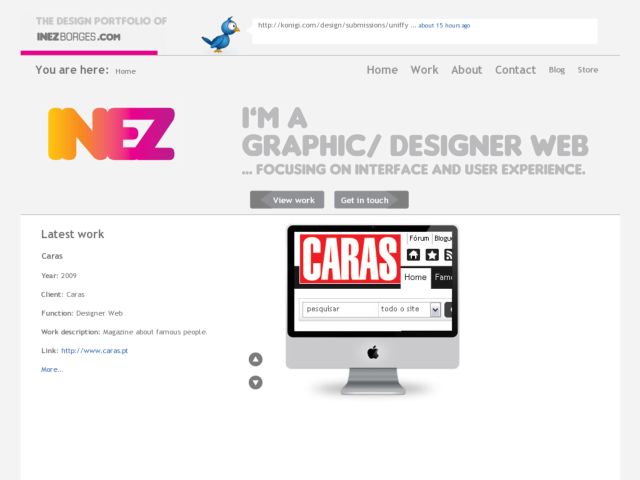 THE DESIGN PORTFOLIO OF
INEZBORGES.COM
http://konigi.com/design/submissions/uniffy ... about 15 hours ago
You are here: Home
Home Work About Contact Blog Store
INEZ
I'M A
GRAPHIC/ DESIGNER WEB
... FOCUSING ON INTERFACE AND USER EXPERIENCE.
View work Get in touch
Latest work
Caras
Year: 2009
Client: Caras
Function: Designer Web
Work description: Magazine about famous people.
Link: http://www.caras.pt
More...
Fórum Blogu
CARAS
Home Famo
pesquisar todo o site